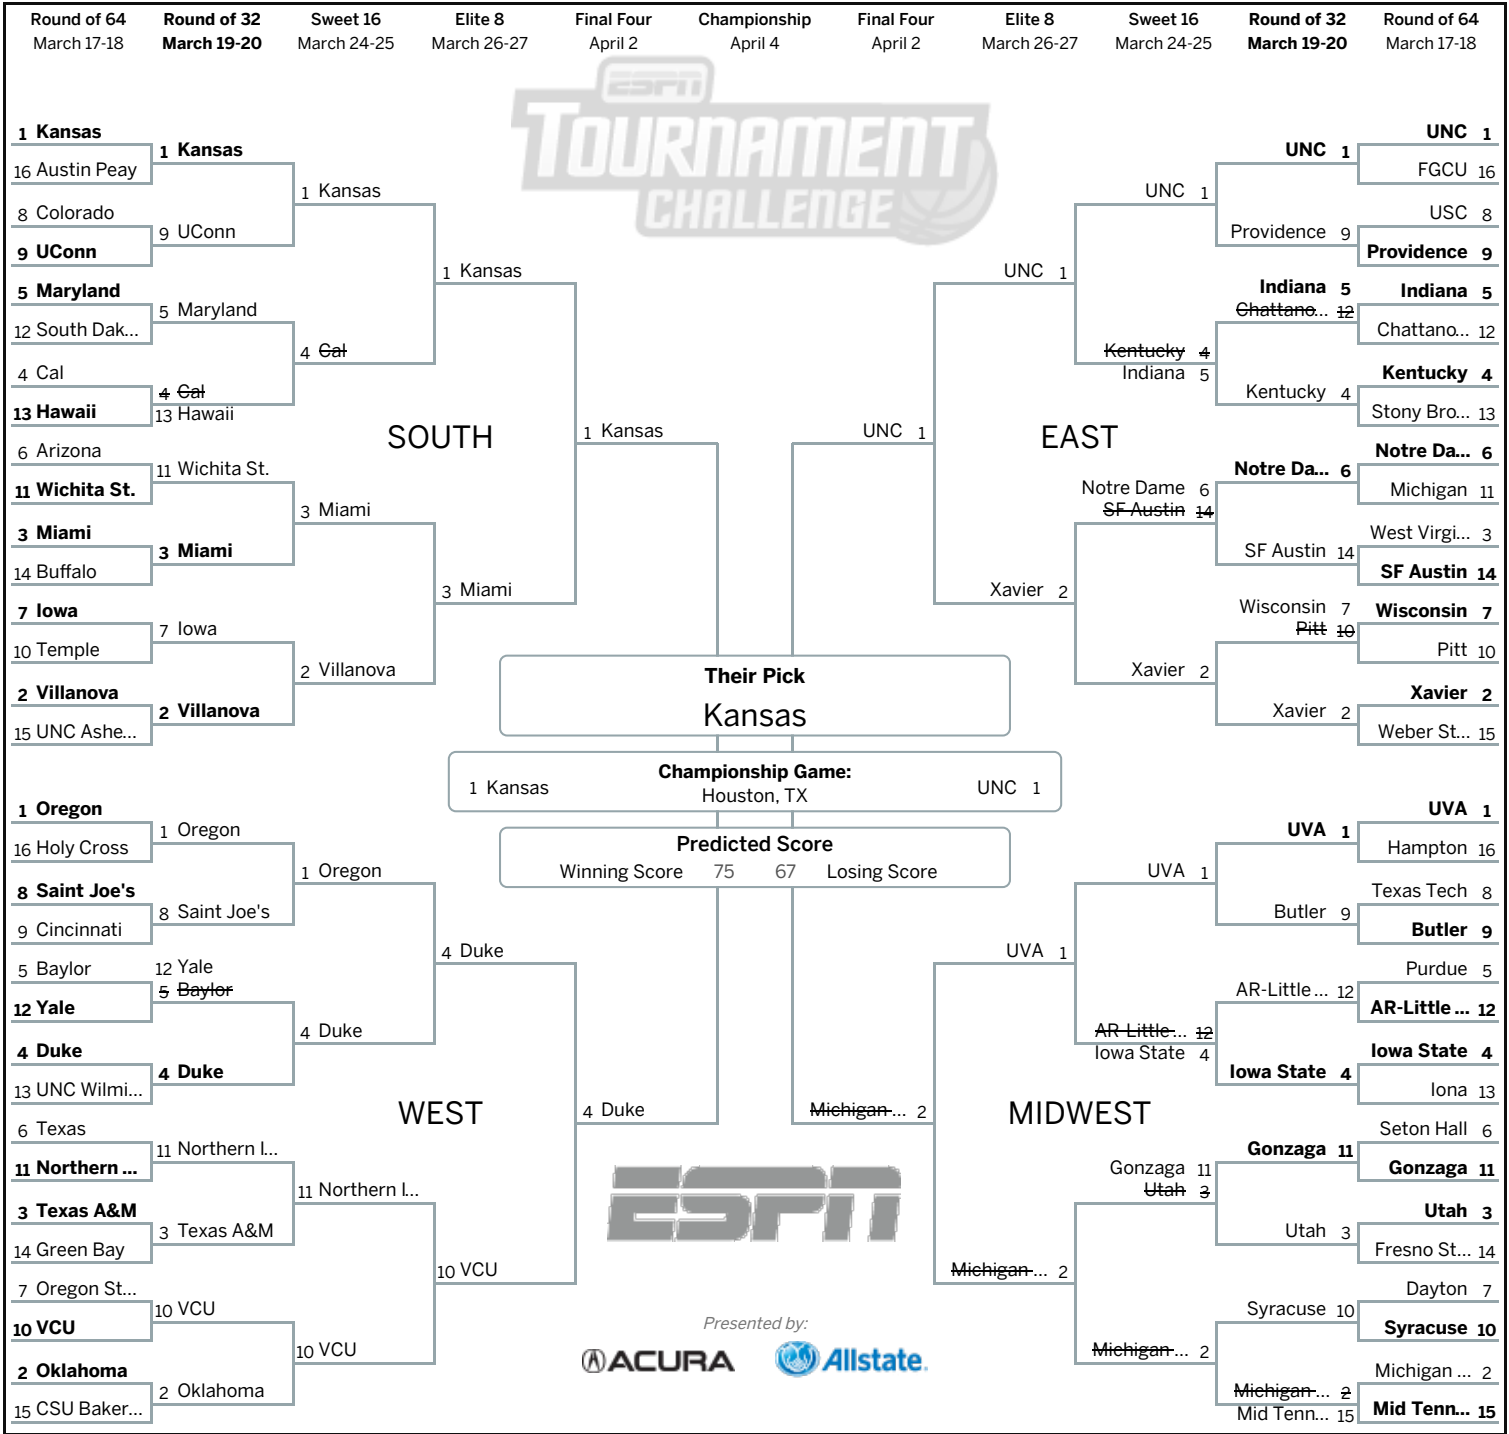 Round of 64 Round of 32 Sweet 16 Elite 8 Final Four Championship Final Four Elite 8 Sweet 16 Round of 32 Round of 64
March 17-18 March 19-20 March 24-25 March 26-27 April 2 April 4 April 2 March 26-27 March 24-25 March 19-20 March 17-18
ESPN
TOURNAMENT
CHALLENGE
1 Kansas
16 Austin Peay
8 Colorado
9 UConn
5 Maryland
12 South Dak...
4 Cal
13 Hawaii
6 Arizona
11 Wichita St.
3 Miami
14 Buffalo
7 Iowa
10 Temple
2 Villanova
15 UNC Ashe...
1 Kansas
9 UConn
5 Maryland
4 Cal
13 Hawaii
11 Wichita St.
3 Miami
7 Iowa
2 Villanova
1 Kansas
4 Cal
3 Miami
2 Villanova
1 Kansas
3 Miami
SOUTH
1 Kansas
1 Oregon
16 Holy Cross
8 Saint Joe's
9 Cincinnati
5 Baylor
12 Yale
4 Duke
13 UNC Wilmi...
6 Texas
11 Northern ...
3 Texas A&M
14 Green Bay
7 Oregon St...
10 VCU
2 Oklahoma
15 CSU Baker...
1 Oregon
8 Saint Joe's
12 Yale
5 Baylor
4 Duke
11 Northern I...
3 Texas A&M
10 VCU
2 Oklahoma
1 Oregon
4 Duke
11 Northern I...
10 VCU
4 Duke
10 VCU
WEST
4 Duke
Their Pick
Kansas
Championship Game:
1 Kansas Houston, TX UNC 1
Predicted Score
Winning Score 75 67 Losing Score
UNC 1
EAST
UNC 1
Xavier 2
UNC 1
Kentucky 4
Indiana 5
Notre Dame 6
SF Austin 14
Xavier 2
UNC 1
Providence 9
Indiana 5
Chattano... 12
Kentucky 4
Notre Da... 6
SF Austin 14
Wisconsin 7
Pitt 10
Xavier 2
UNC 1
FGCU 16
USC 8
Providence 9
Indiana 5
Chattano... 12
Kentucky 4
Stony Bro... 13
Notre Da... 6
Michigan 11
West Virgi... 3
SF Austin 14
Wisconsin 7
Pitt 10
Xavier 2
Weber St... 15
Michigan ... 2
MIDWEST
UVA 1
Michigan ... 2
UVA 1
AR-Little ... 12
Iowa State 4
Gonzaga 11
Utah 3
Michigan ... 2
UVA 1
Butler 9
AR-Little ... 12
Iowa State 4
Gonzaga 11
Utah 3
Syracuse 10
Michigan ... 2
Mid Tenn... 15
UVA 1
Hampton 16
Texas Tech 8
Butler 9
Purdue 5
AR-Little ... 12
Iowa State 4
Iona 13
Seton Hall 6
Gonzaga 11
Utah 3
Fresno St... 14
Dayton 7
Syracuse 10
Michigan ... 2
Mid Tenn... 15
ESPN
Presented by:
ACURA Allstate.